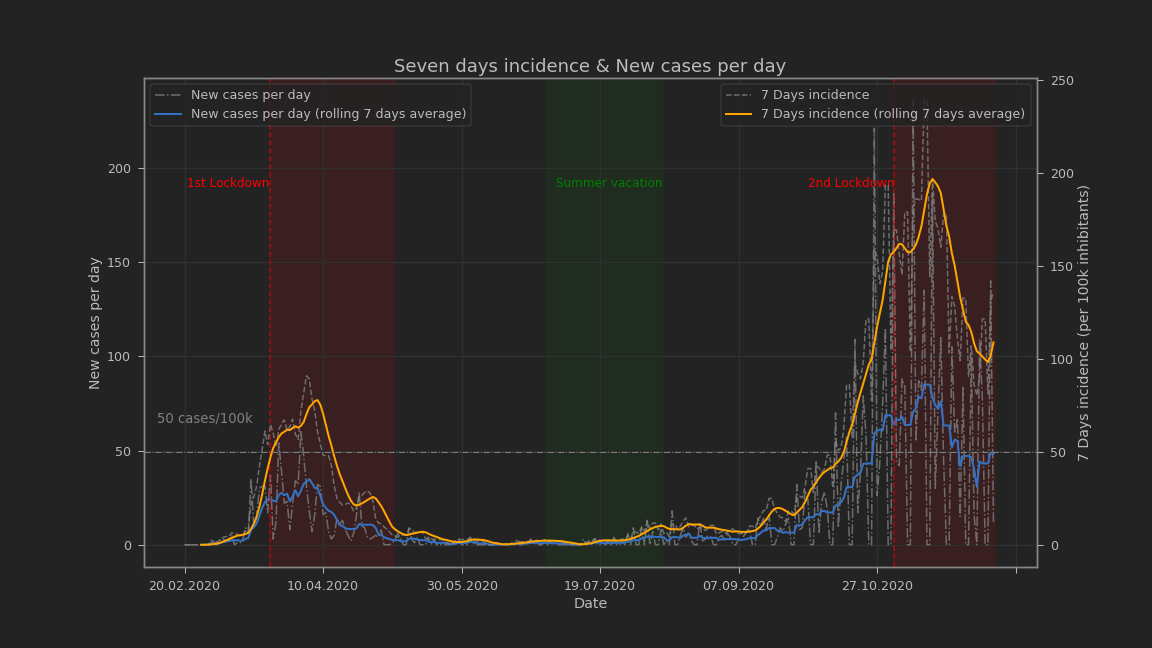 Seven days incidence & New cases per day
New cases per day
New cases per day (rolling 7 days average)
7 Days incidence
7 Days incidence (rolling 7 days average)
1st Lockdown
Summer vacation
2nd Lockdown
50 cases/100k
New cases per day
200
150
100
50
0
250
200
150
100
50
0
7 Days incidence (per 100k inhibitants)
20.02.2020
10.04.2020
30.05.2020
19.07.2020
07.09.2020
27.10.2020
Date